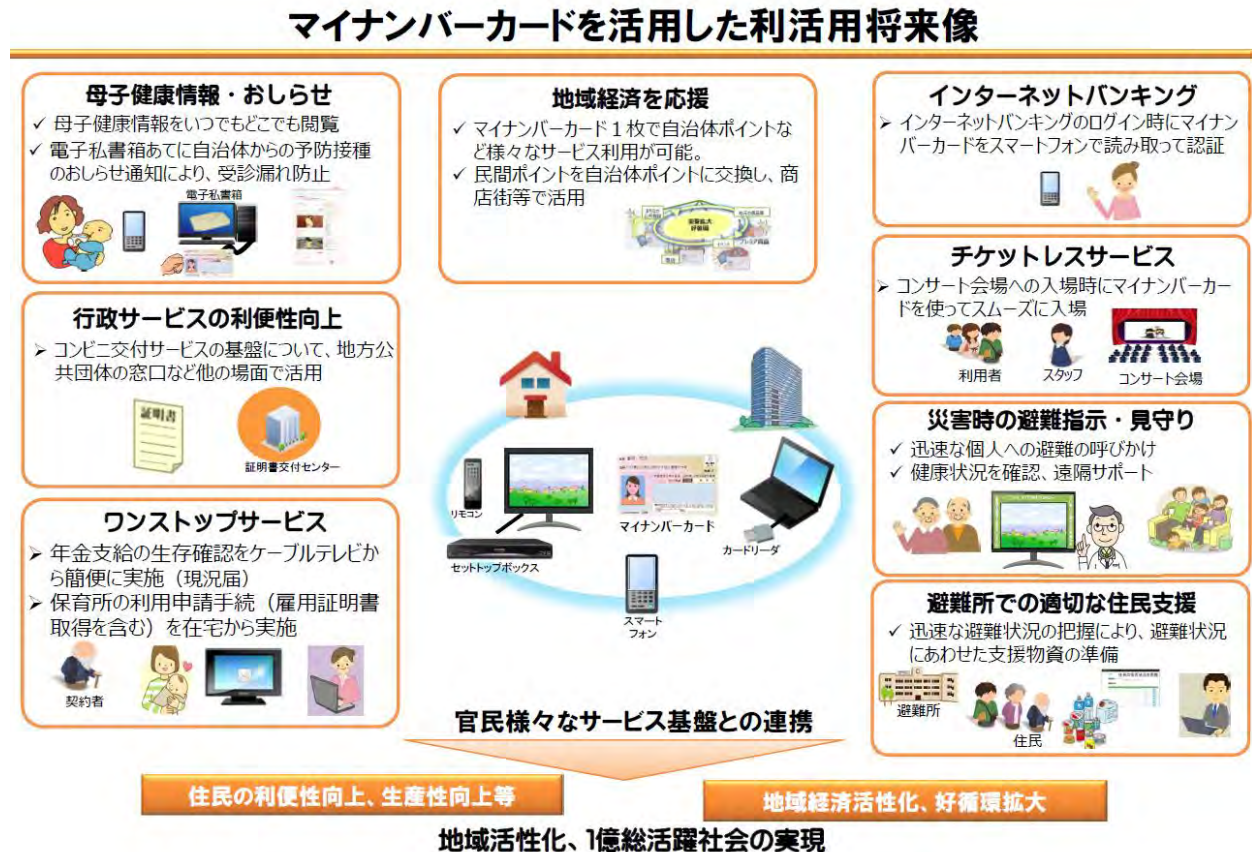 マイナンバーカードを活用した利活用将来像
母子健康情報・おしらせ
✓ 母子健康情報をいつでもどこでも閲覧
✓ 電子私書箱あてに自治体からの予防接種
のおしらせ通知により、受診漏れ防止
電子私書箱
行政サービスの利便性向上
➢ コンビニ交付サービスの基盤について、地方公
共団体の窓口など他の場面で活用
証明書
証明書交付センター
ワンストップサービス
➢ 年金支給の生存確認をケーブルテレビか
ら簡便に実施（現況届）
➢ 保育所の利用申請手続（雇用証明書
取得を含む）を在宅から実施
契約者
地域経済を応援
✓ マイナンバーカード１枚で自治体ポイントな
ど様々なサービス利用が可能。
✓ 民間ポイントを自治体ポイントに交換し、商
店街等で活用
リモコン
セットトップボックス
マイナンバーカード
カードリーダ
スマート
フォン
インターネットバンキング
➢ インターネットバンキングのログイン時にマイナン
バーカードをスマートフォンで読み取って認証
チケットレスサービス
➢ コンサート会場への入場時にマイナンバーカー
ドを使ってスムーズに入場
利用者
スタッフ
コンサート会場
災害時の避難指示・見守り
✓ 迅速な個人への避難の呼びかけ
✓ 健康状況を確認、遠隔サポート
避難所での適切な住民支援
✓ 迅速な避難状況の把握により、避難状況
にあわせた支援物資の準備
避難所
住民
官民様々なサービス基盤との連携
住民の利便性向上、生産性向上等
地域経済活性化、好循環拡大
地域活性化、1億総活躍社会の実現